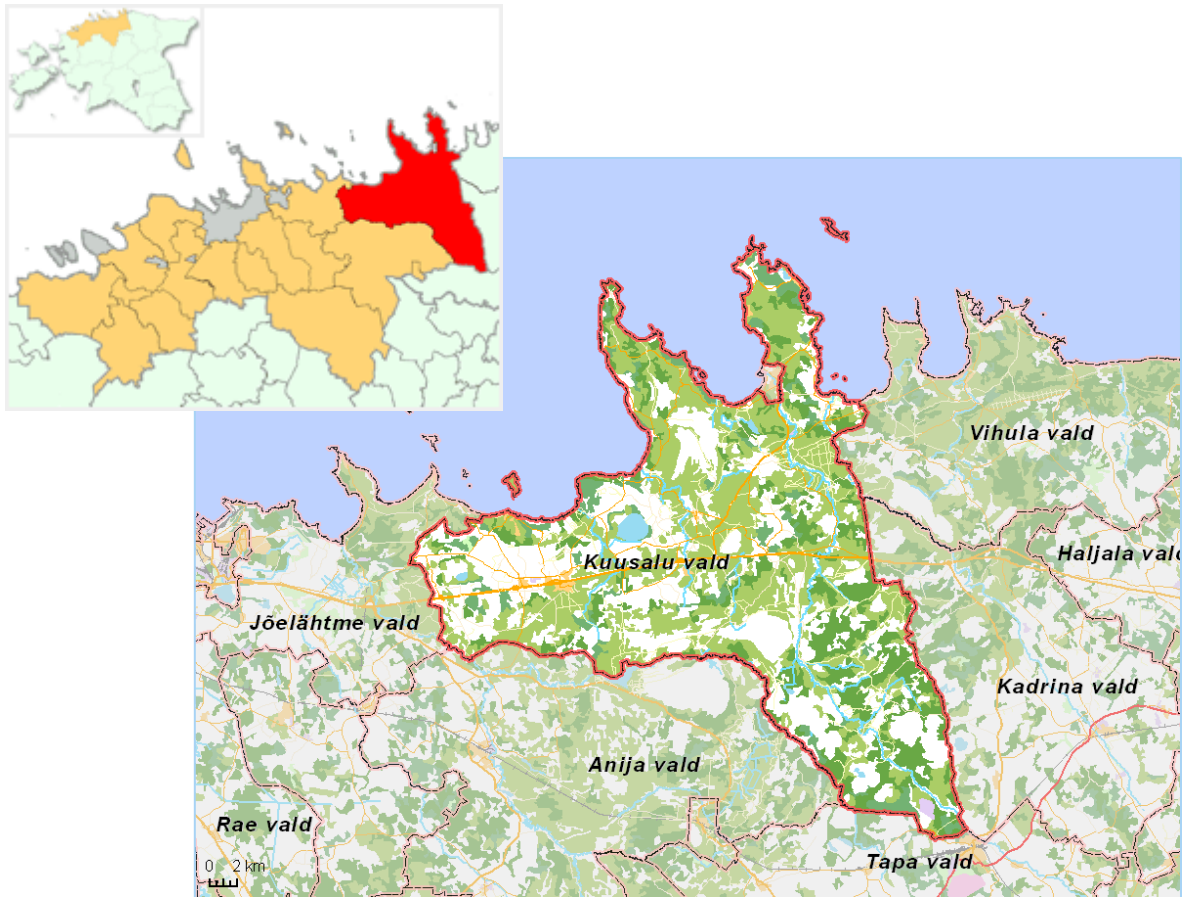 Vihula vald
Haljala vald
Kuusalu vald
Jõelähtme vald
Kadrina vald
Anija vald
Rae vald
Tapa vald
0 2 km